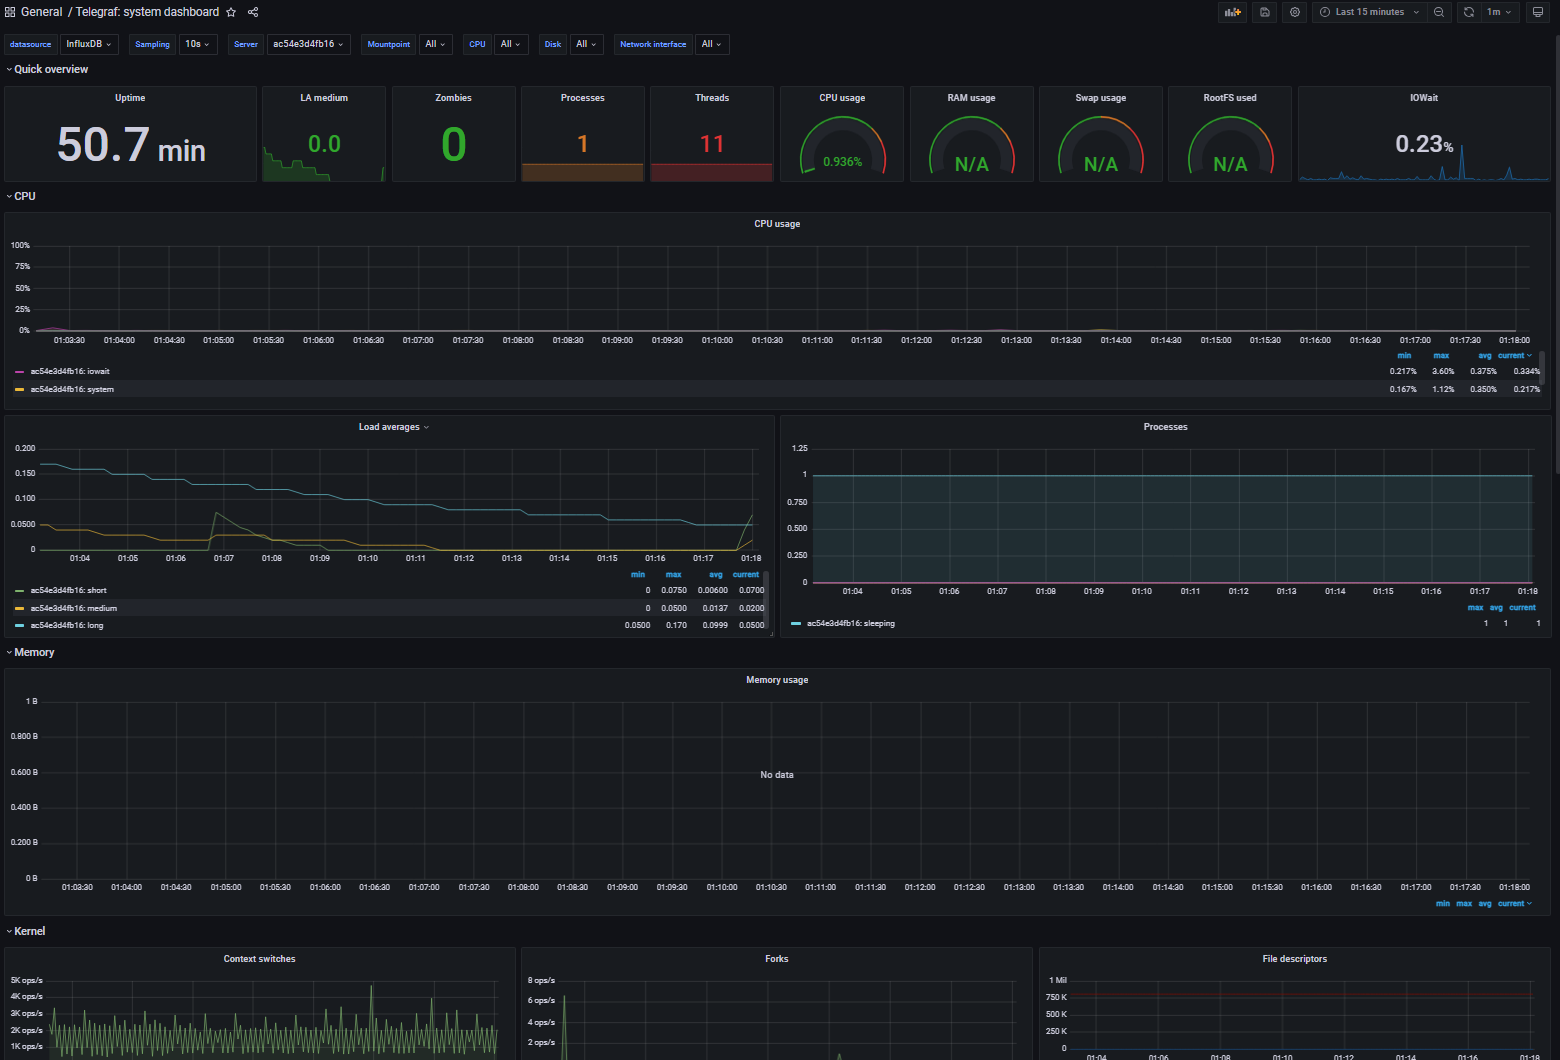 General / Telegraf: system dashboard
Last 15 minutes
1m
datasource InfluxDB Sampling 10s Server ac54e3d4fb16 Mountpoint All CPU All Disk All Network interface All
Quick overview
Uptime
50.7 min
LA medium
0.0
Zombies
0
Processes
1
Threads
11
CPU usage
0.936%
RAM usage
N/A
Swap usage
N/A
RootFS used
N/A
IOWait
0.23%
CPU
CPU usage
100%
75%
50%
25%
0%
01:03:30 01:04:00 01:04:30 01:05:00 01:05:30 01:06:00 01:06:30 01:07:00 01:07:30 01:08:00 01:08:30 01:09:00 01:09:30 01:10:00 01:10:30 01:11:00 01:11:30 01:12:00 01:12:30 01:13:00 01:13:30 01:14:00 01:14:30 01:15:00 01:15:30 01:16:00 01:16:30 01:17:00 01:17:30 01:18:00
min max avg current
ac54e3d4fb16: iowait 0.217% 3.60% 0.375% 0.334%
ac54e3d4fb16: system 0.167% 1.12% 0.350% 0.217%
Load averages
0.200
0.150
0.100
0.0500
0
01:04 01:05 01:06 01:07 01:08 01:09 01:10 01:11 01:12 01:13 01:14 01:15 01:16 01:17 01:18
min max avg current
ac54e3d4fb16: short 0 0.0750 0.00600 0.0700
ac54e3d4fb16: medium 0 0.0500 0.0137 0.0200
ac54e3d4fb16: long 0.0500 0.170 0.0999 0.0500
Processes
1.25
1
0.750
0.500
0.250
0
01:04 01:05 01:06 01:07 01:08 01:09 01:10 01:11 01:12 01:13 01:14 01:15 01:16 01:17 01:18
max avg current
ac54e3d4fb16: sleeping 1 1 1
Memory
Memory usage
1 B
0.800 B
0.600 B
0.400 B
0.200 B
0 B
No data
01:03:30 01:04:00 01:04:30 01:05:00 01:05:30 01:06:00 01:06:30 01:07:00 01:07:30 01:08:00 01:08:30 01:09:00 01:09:30 01:10:00 01:10:30 01:11:00 01:11:30 01:12:00 01:12:30 01:13:00 01:13:30 01:14:00 01:14:30 01:15:00 01:15:30 01:16:00 01:16:30 01:17:00 01:17:30 01:18:00
min max avg current
Kernel
Context switches
5K ops/s
4K ops/s
3K ops/s
2K ops/s
1K ops/s
Forks
8 ops/s
6 ops/s
4 ops/s
2 ops/s
File descriptors
1 Mil
750 K
500 K
250 K
0
01:04 01:06 01:08 01:10 01:12 01:14 01:16 01:18